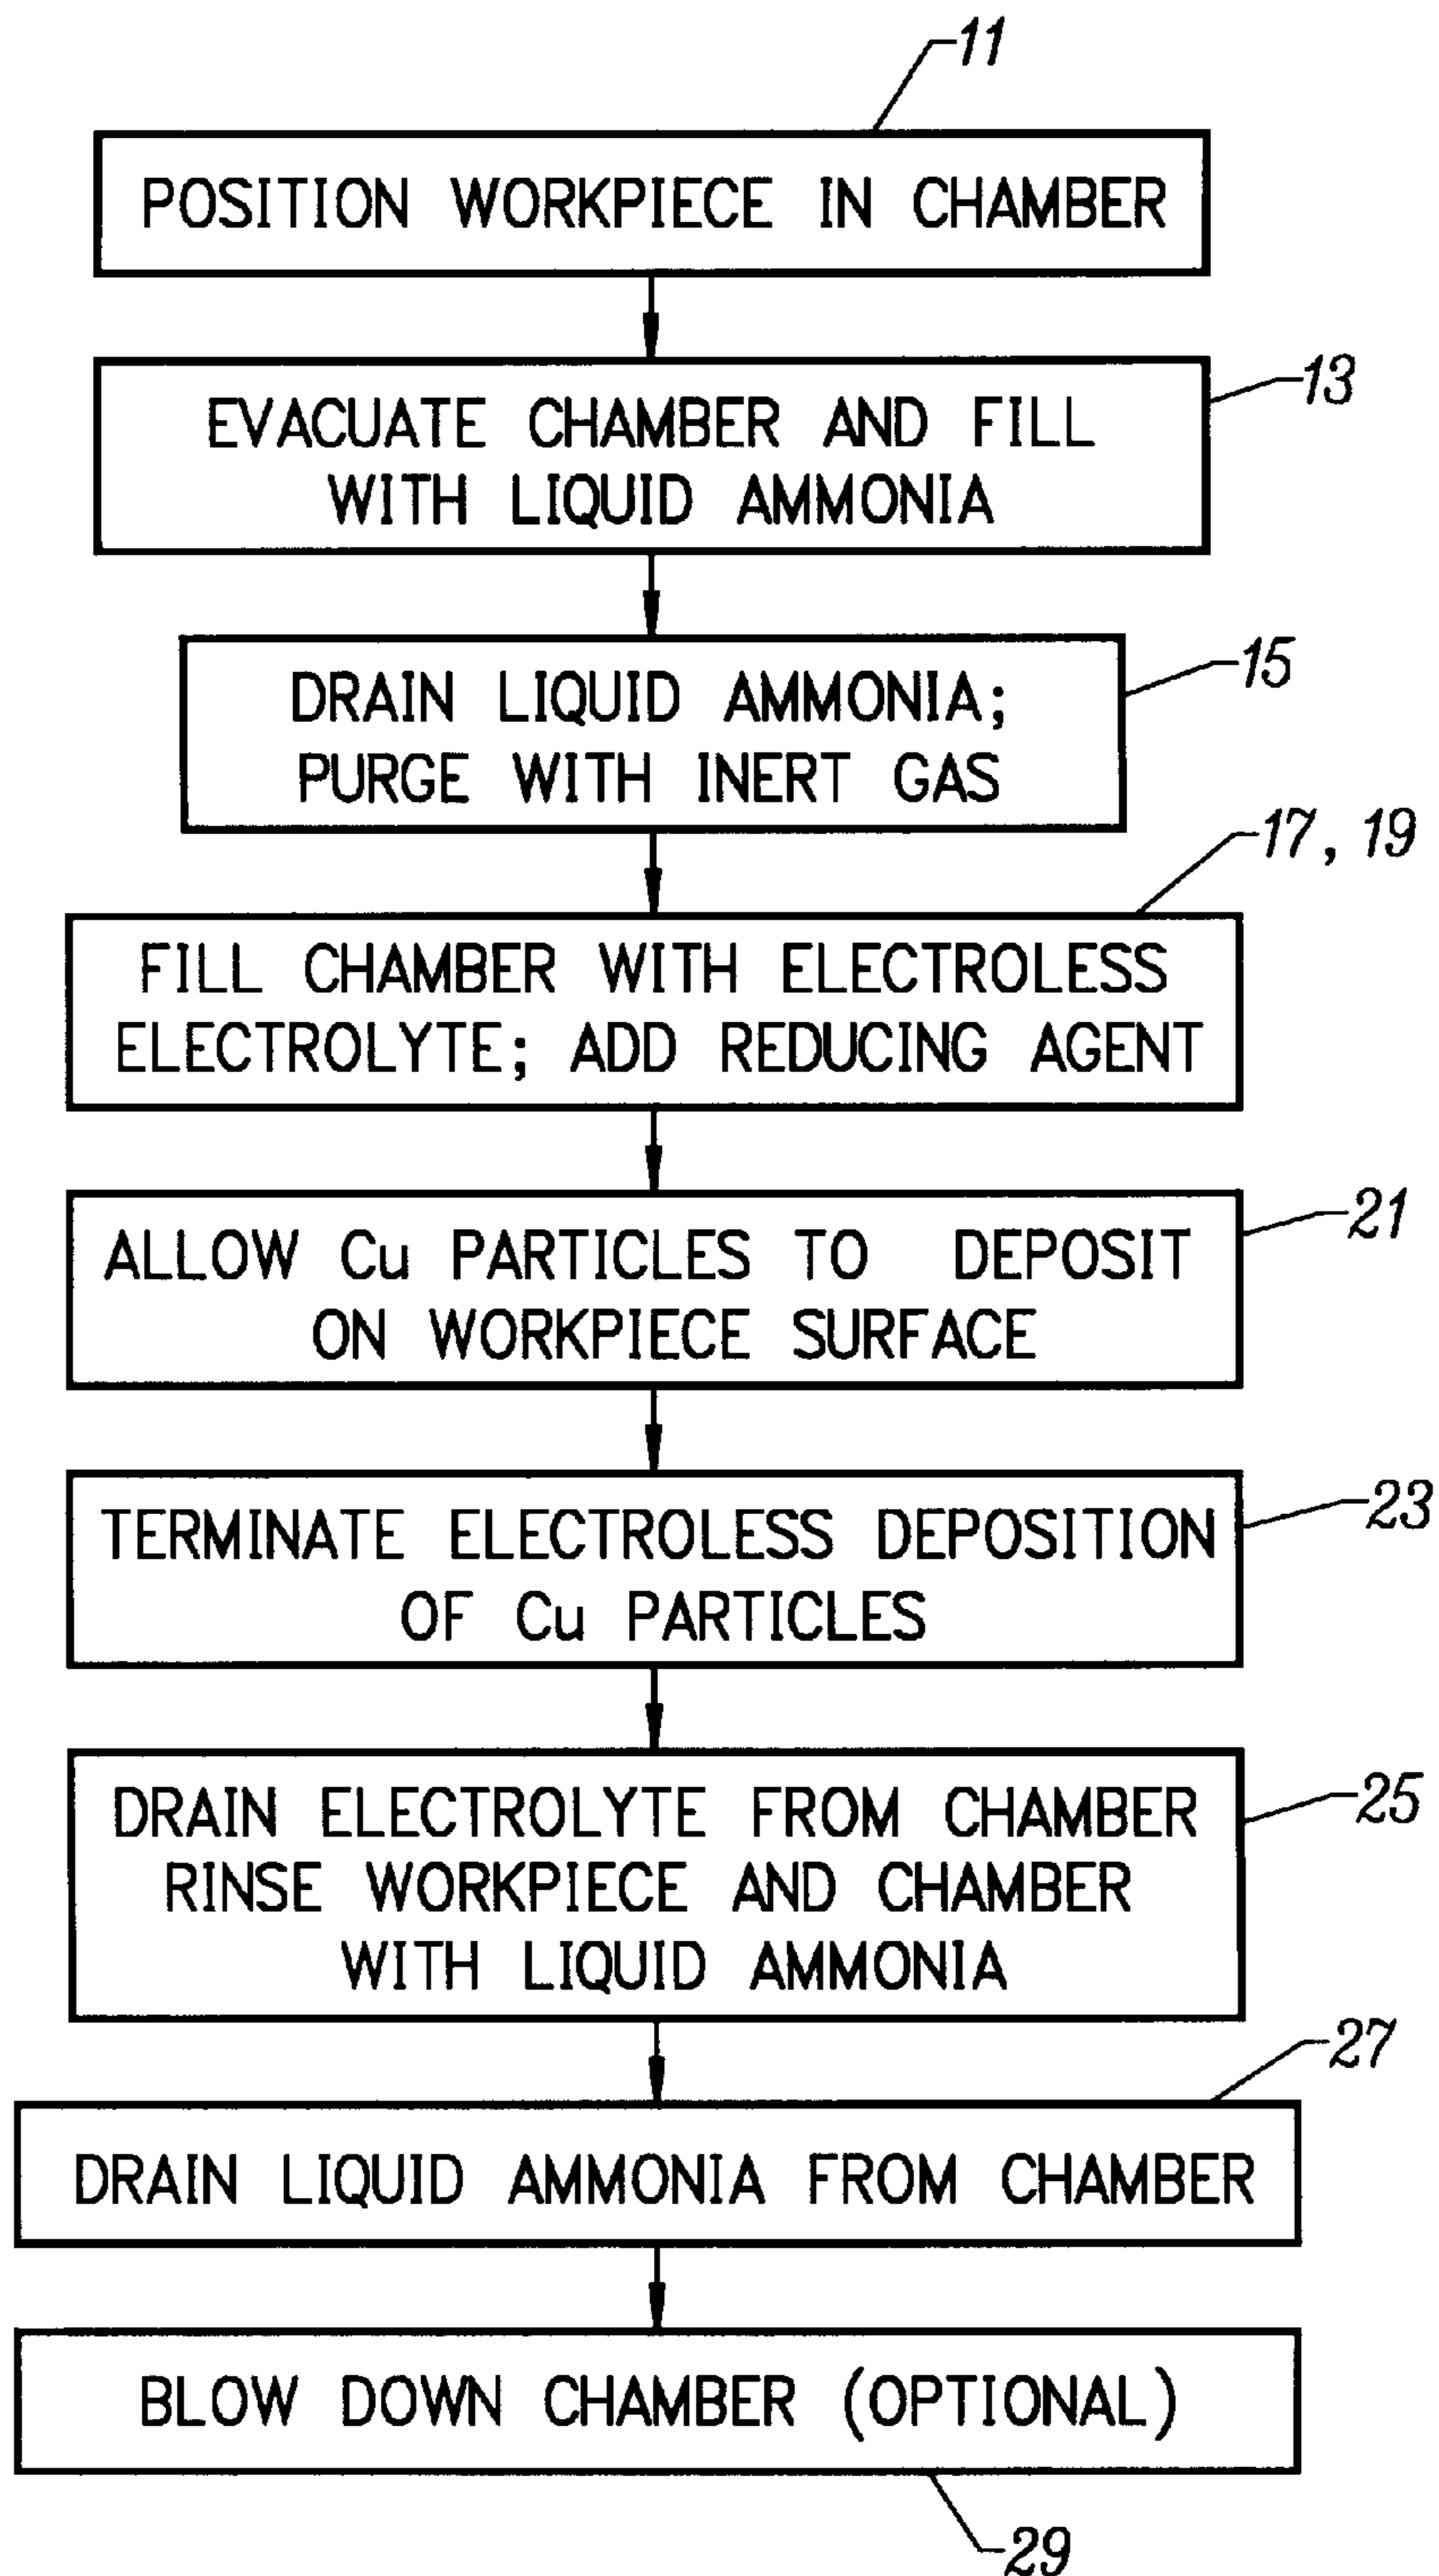 11
POSITION WORKPIECE IN CHAMBER
13
EVACUATE CHAMBER AND FILL
WITH LIQUID AMMONIA
15
DRAIN LIQUID AMMONIA;
PURGE WITH INERT GAS
17, 19
FILL CHAMBER WITH ELECTROLESS
ELECTROLYTE; ADD REDUCING AGENT
21
ALLOW Cu PARTICLES TO DEPOSIT
ON WORKPIECE SURFACE
23
TERMINATE ELECTROLESS DEPOSITION
OF Cu PARTICLES
25
DRAIN ELECTROLYTE FROM CHAMBER
RINSE WORKPIECE AND CHAMBER
WITH LIQUID AMMONIA
27
DRAIN LIQUID AMMONIA FROM CHAMBER
BLOW DOWN CHAMBER (OPTIONAL)
29